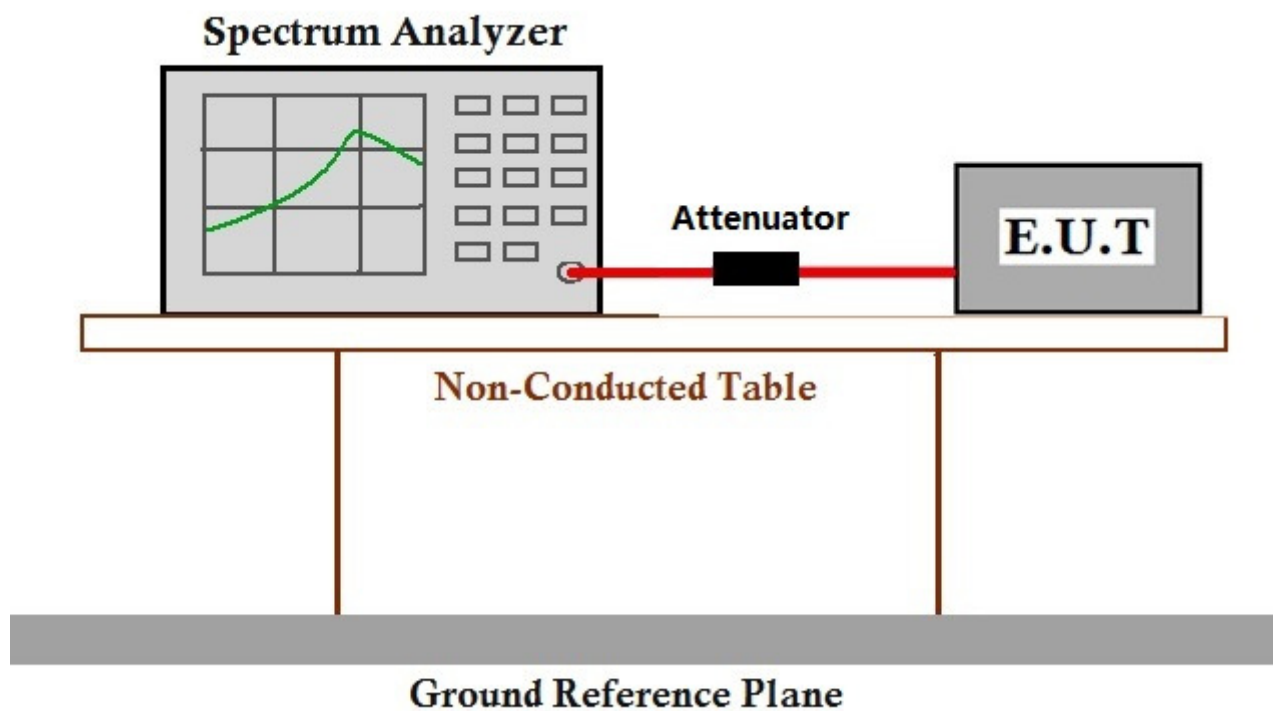 Spectrum Analyzer
Attenuator
E.U.T
Non-Conducted Table
Ground Reference Plane